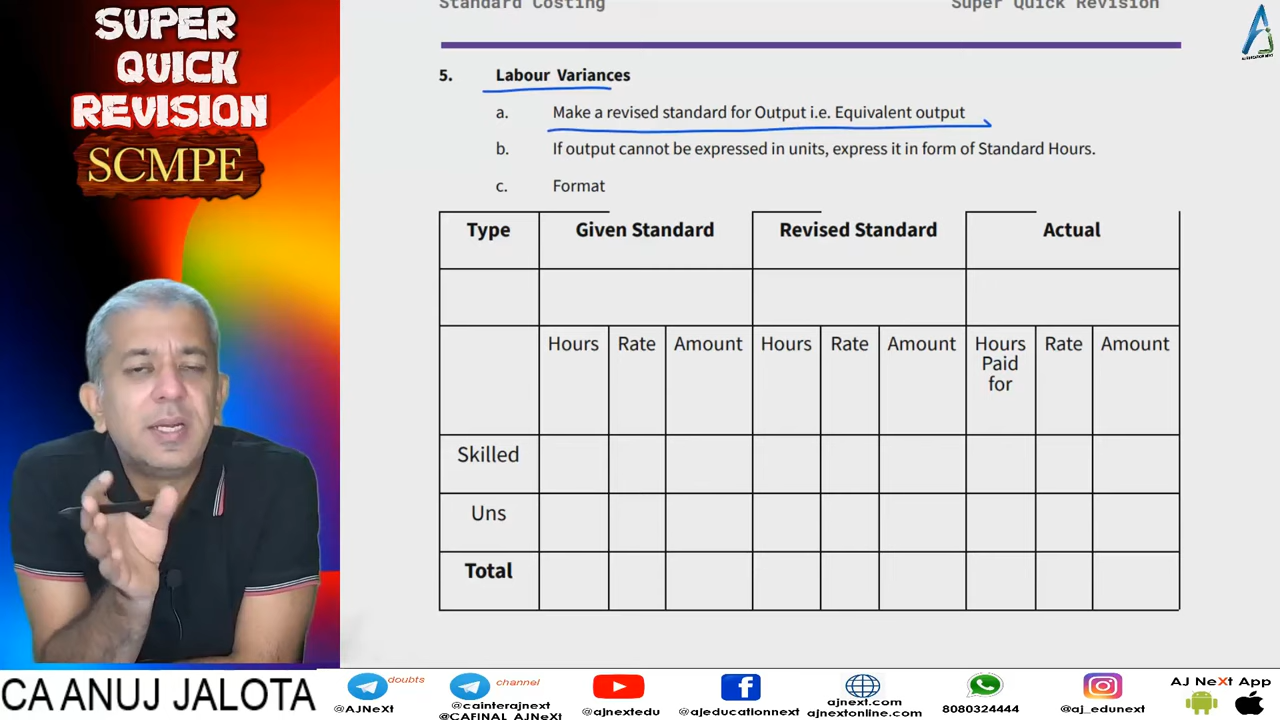 SUPER
QUICK
REVISION
SCMPE
Standard Costing Super Quick Revision
5. Labour Variances
a. Make a revised standard for Output i.e. Equivalent output
b. If output cannot be expressed in units, express it in form of Standard Hours.
c. Format
Type Given Standard Revised Standard Actual
Hours Rate Amount Hours Rate Amount Hours Paid for Rate Amount
Skilled
Uns
Total
CA ANUJ JALOTA
doubts
@AJNeXt
channel
@cainterajnext
@CAFINAL_AJNeXt
@ajnextedu
@ajeducationnext
ajnext.com
ajnextonline.com
8080324444
@aj_edunext
AJ NeXt App